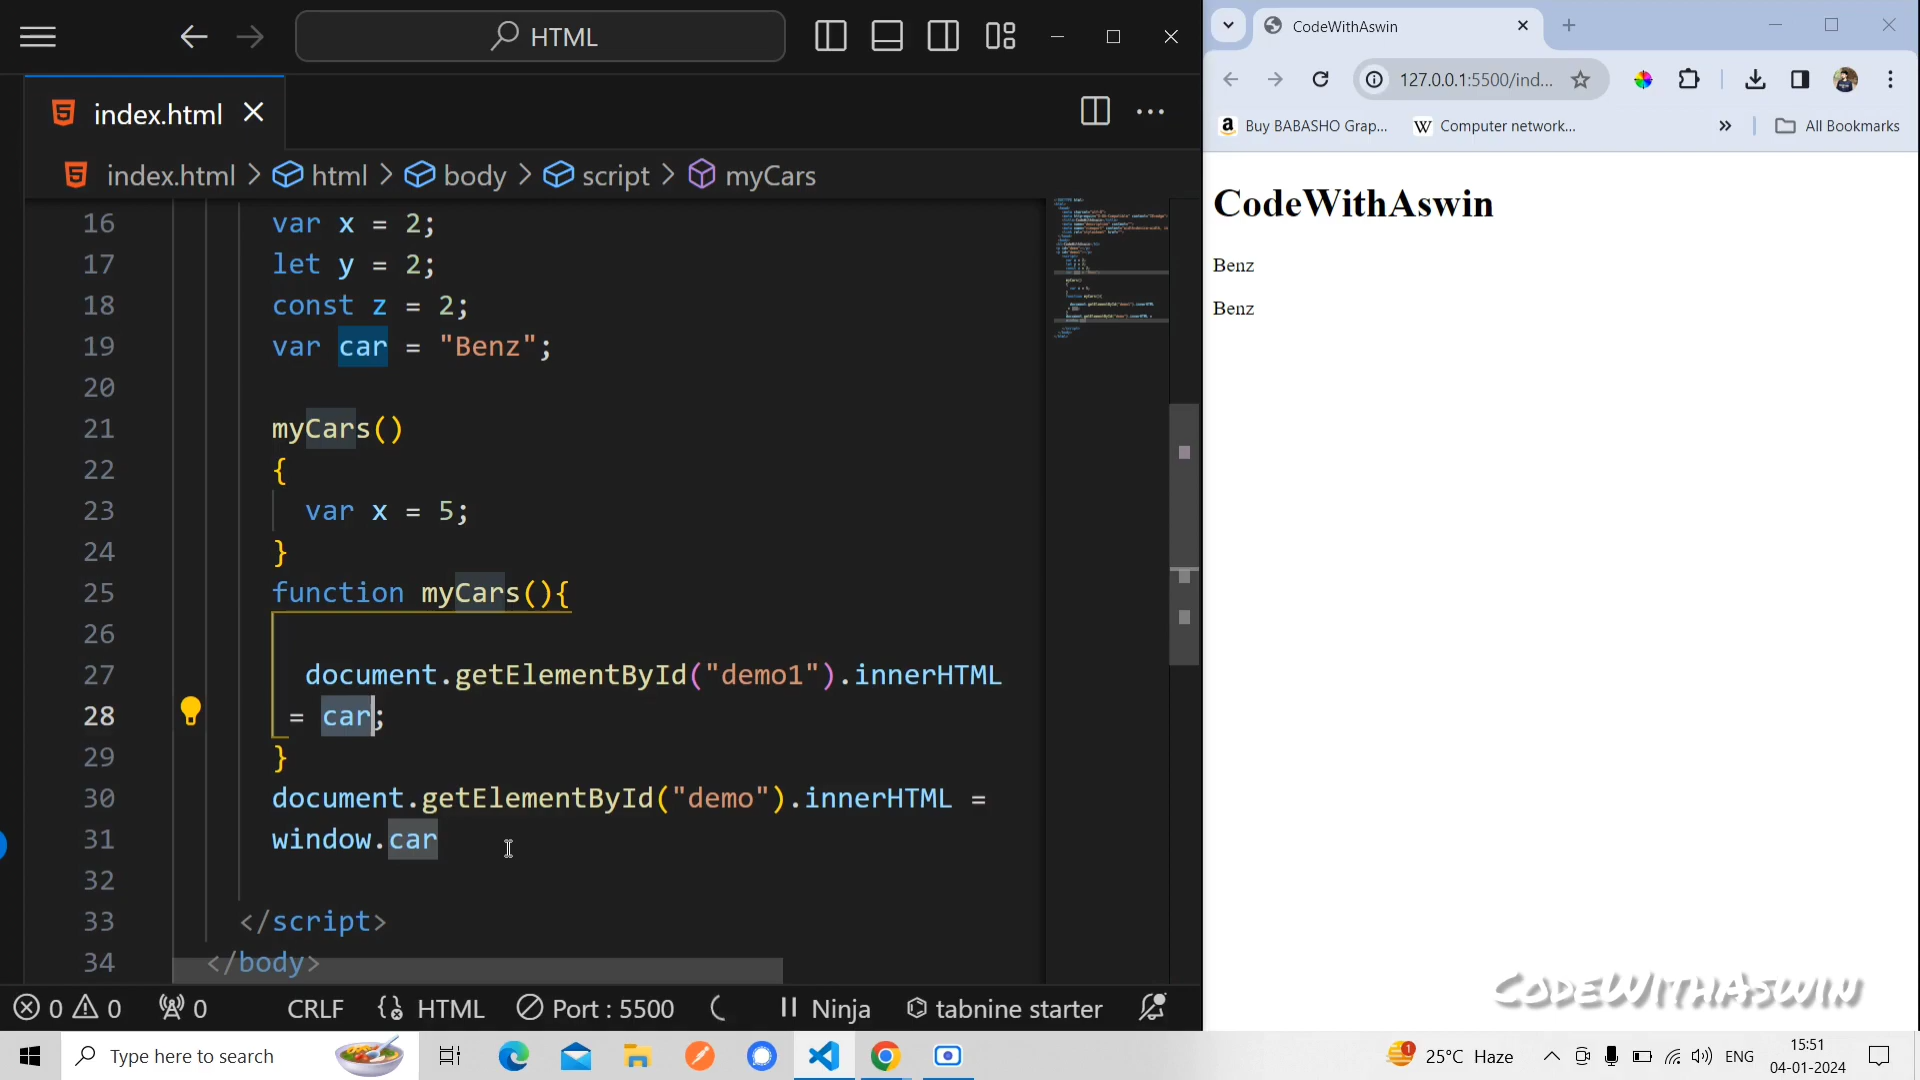 HTML
index.html
index.html > html > body > script > myCars
16 var x = 2;
17 let y = 2;
18 const z = 2;
19 var car = "Benz";
20
21 myCars()
22 {
23 var x = 5;
24 }
25 function myCars(){
26
27 document.getElementById("demo1").innerHTML
28 = car;
29 }
30 document.getElementById("demo").innerHTML =
31 window.car
32
33 </script>
34 </body>
0 0 0 CRLF HTML Port : 5500 Ninja tabnine starter
CodeWithAswin
127.0.0.1:5500/ind...
Buy BABASHO Grap... W Computer network... » All Bookmarks
CodeWithAswin
Benz
Benz
CodeWithAswin
Type here to search
1 25°C Haze ENG 15:51
04-01-2024